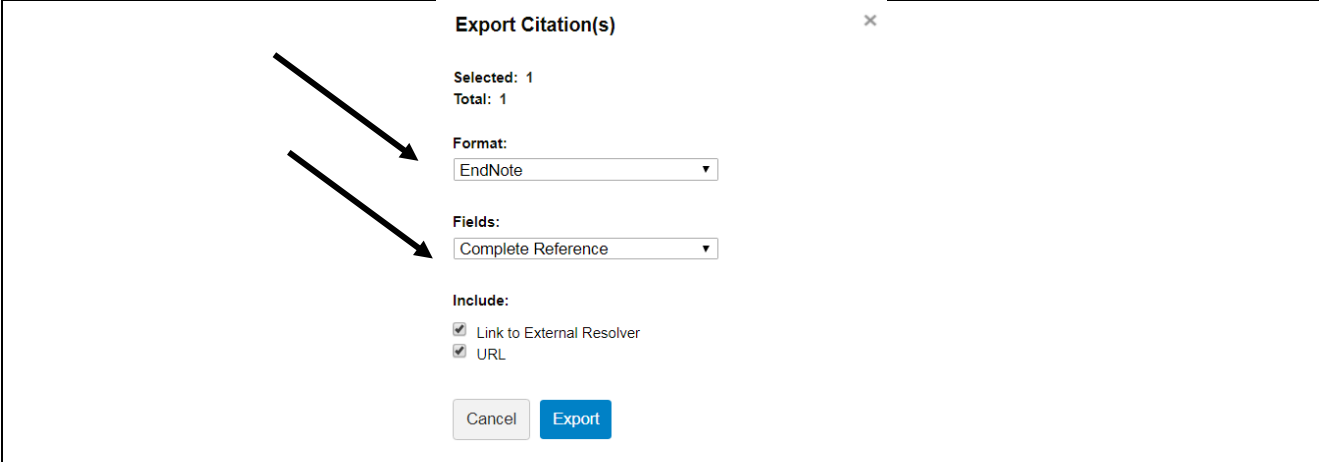 Export Citation(s)
×
Selected: 1
Total: 1
Format:
EndNote
Fields:
Complete Reference
Include:
Link to External Resolver
URL
Cancel Export